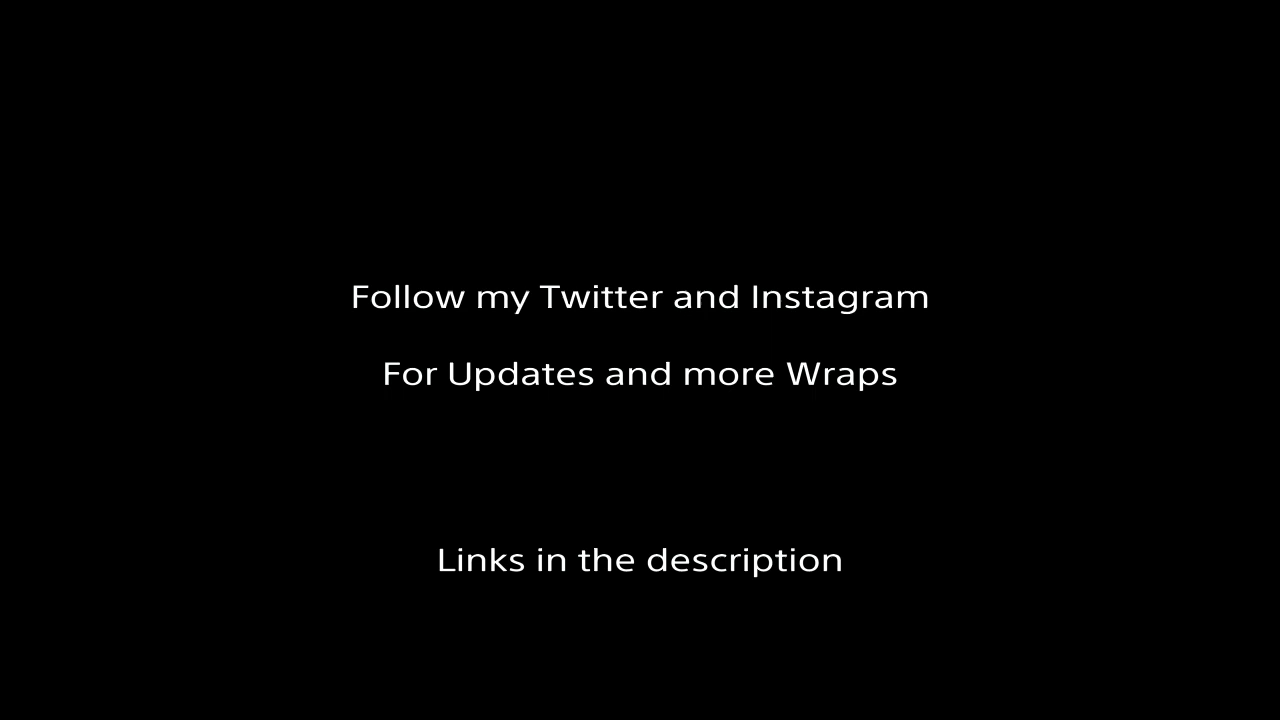 Follow my Twitter and Instagram
For Updates and more Wraps
Links in the description